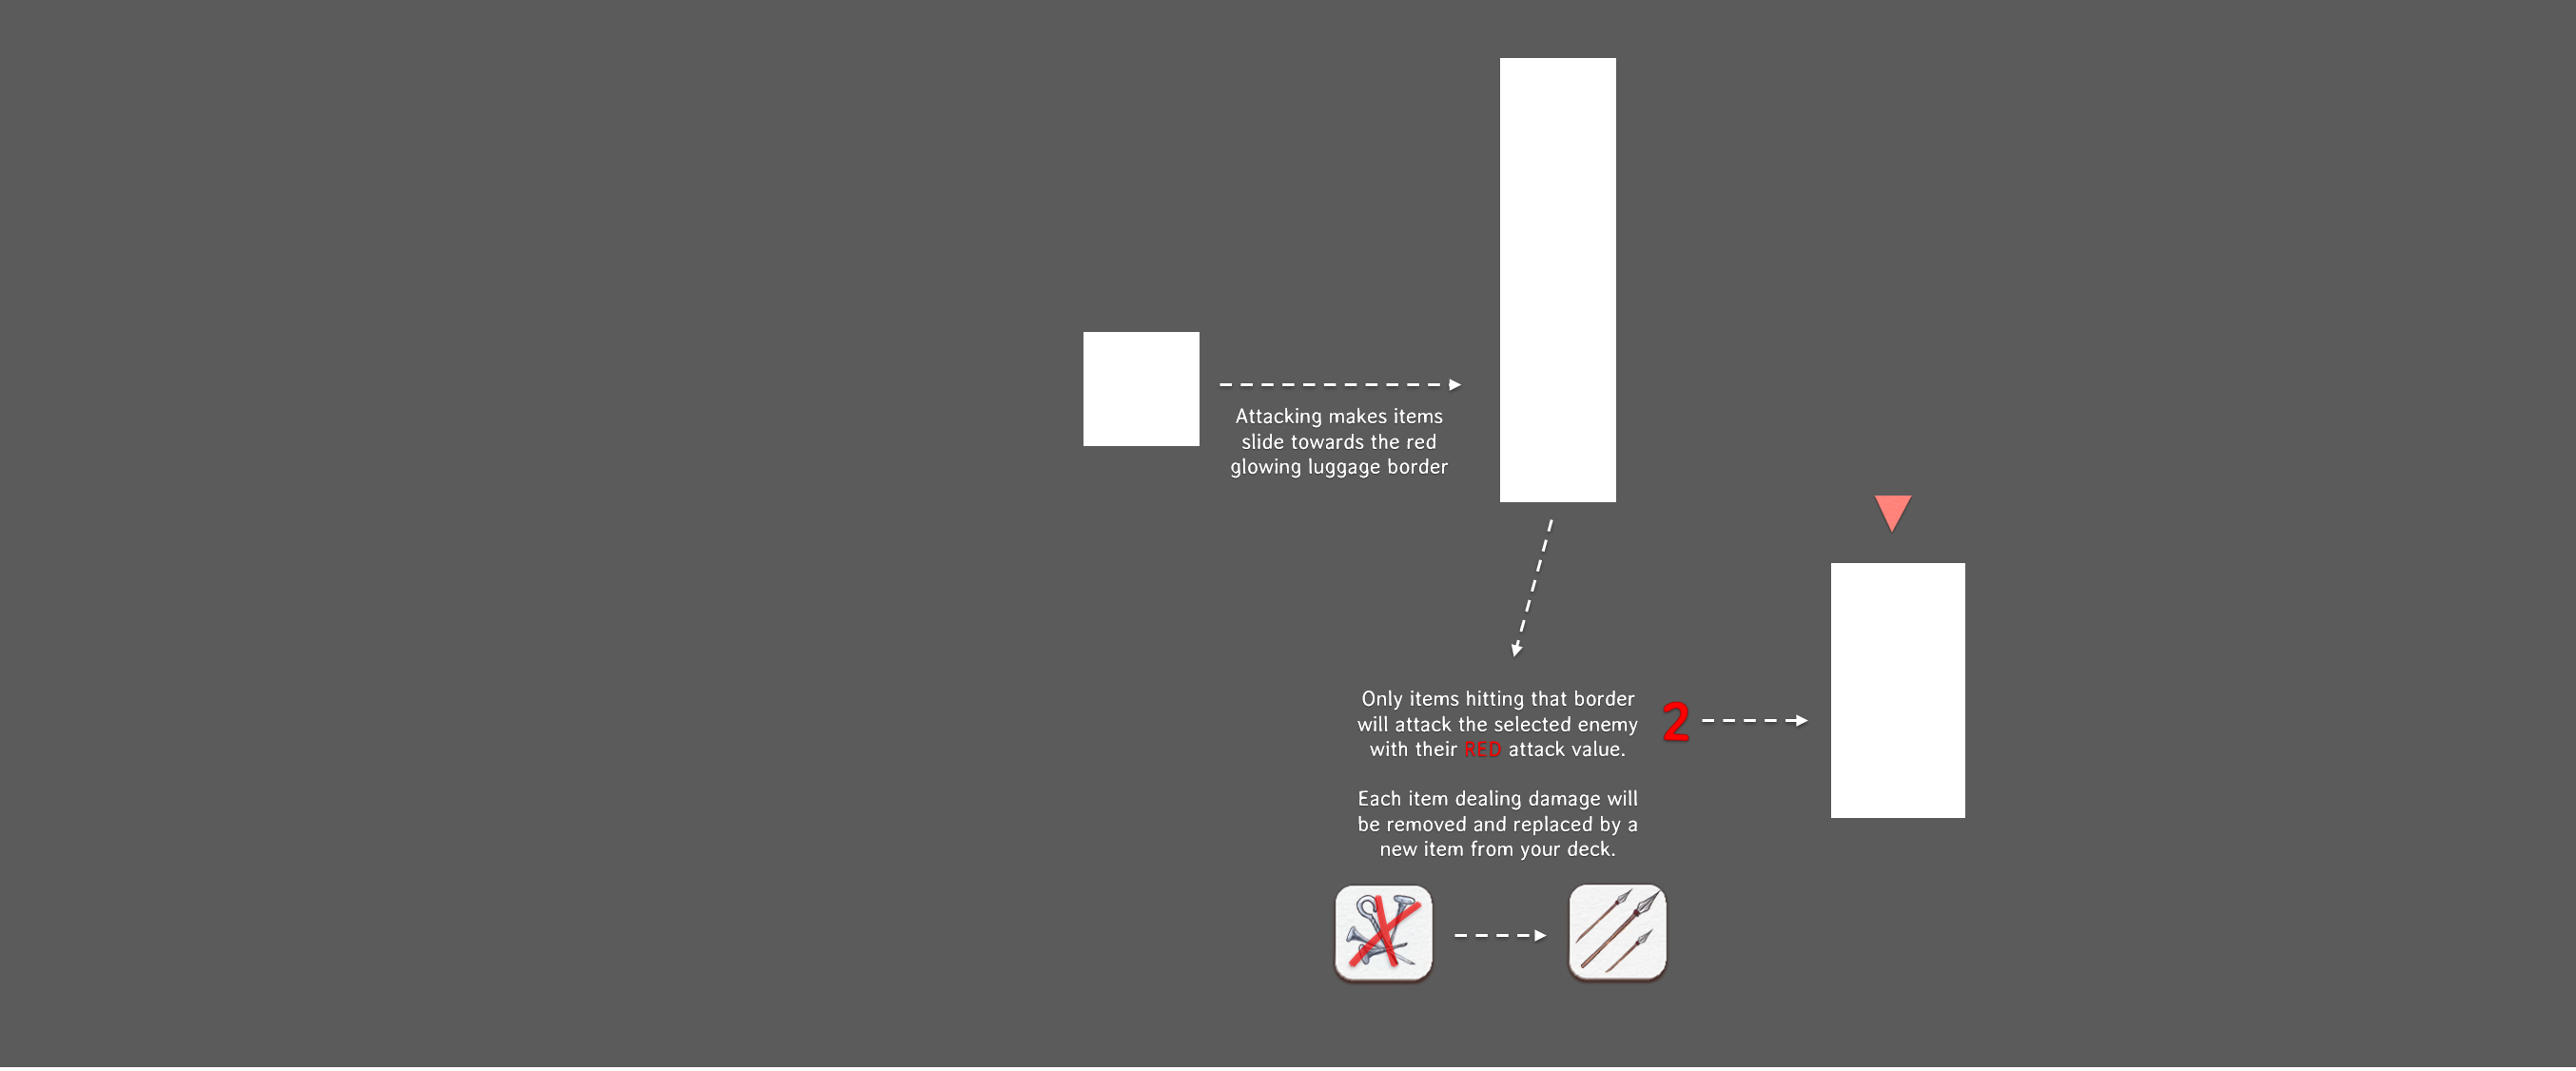 Attacking makes items
slide towards the red
glowing luggage border
Only items hitting that border
will attack the selected enemy
with their RED attack value.
2
Each item dealing damage will
be removed and replaced by a
new item from your deck.